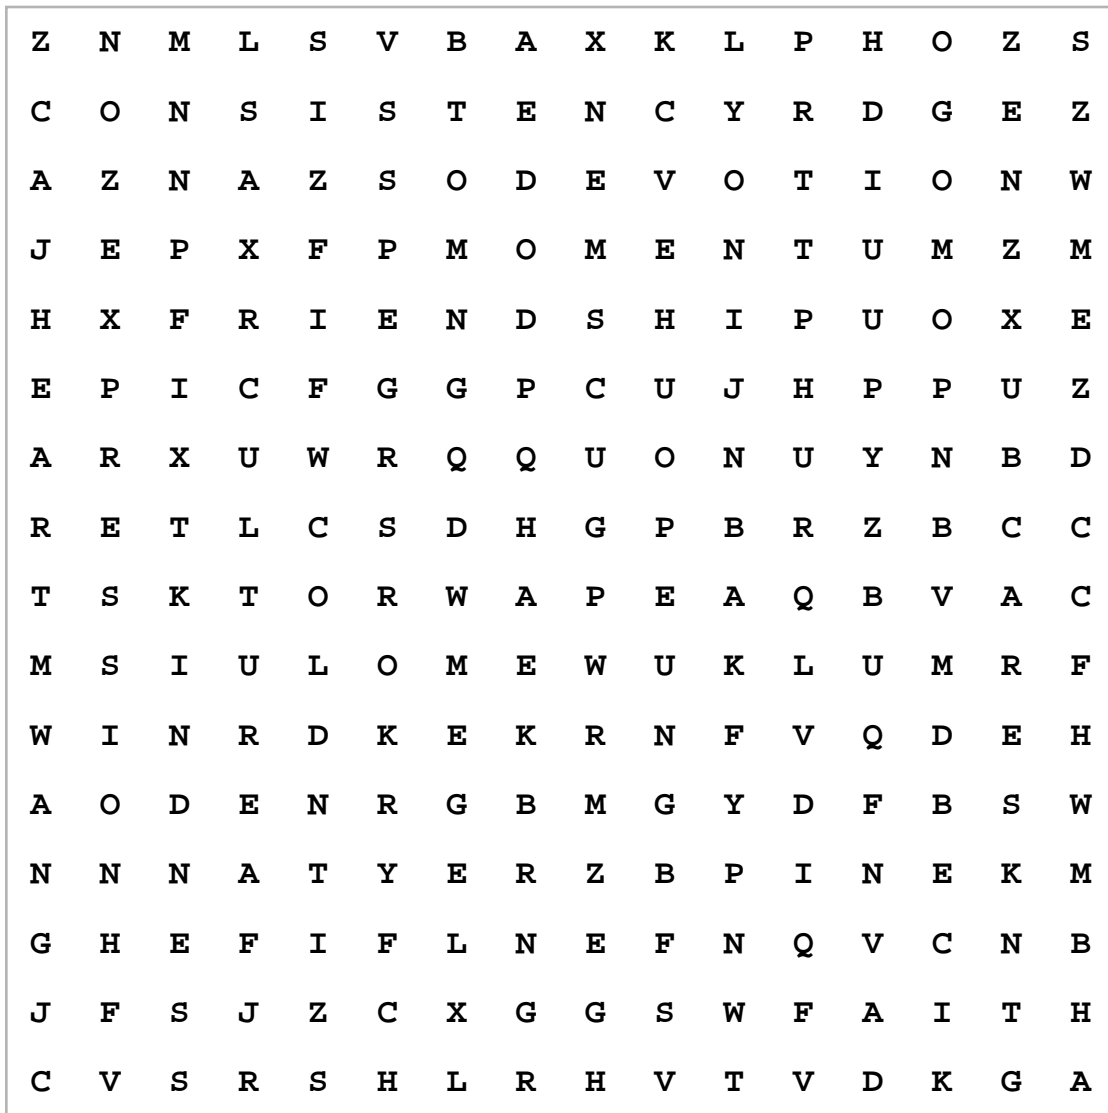 Z N M L S V B A X K L P H O Z S
C O N S I S T E N C Y R D G E Z
A Z N A Z S O D E V O T I O N W
J E P X F P M O M E N T U M Z M
H X F R I E N D S H I P U O X E
E P I C F G G P C U J H P P U Z
A R X U W R Q Q U O N U Y N B D
R E T L C S D H G P B R Z B C C
T S K T O R W A P E A Q B V A C
M S I U L O M E W U K L U M R F
W I N R D K E K R N F V Q D E H
A O D E N R G B M G Y D F B S W
N N N A T Y E R Z B P I N E K M
G H E F I F L N E F N Q V C N B
J F S J Z C X G G S W F A I T H
C V S R S H L R H V T V D K G A